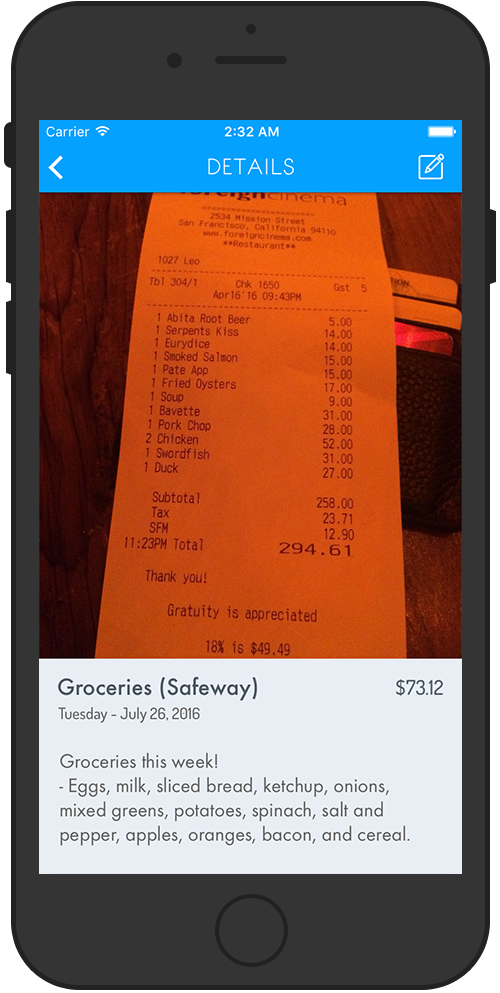 Carrier 2:32 AM
DETAILS
foreigncinema
2534 Mission Street
San Francisco, California 94110
www.foreigncinema.com
**Restaurant**
1027 Leo
Tbl 304/1 Chk 1650 Gst 5
Apr16'16 09:43PM
1 Abita Root Beer 5.00
1 Serpents Kiss 14.00
1 Eurydice 14.00
1 Smoked Salmon 15.00
1 Pate App 15.00
1 Fried Oysters 17.00
1 Soup 9.00
1 Bavette 31.00
1 Pork Chop 28.00
2 Chicken 52.00
1 Swordfish 31.00
1 Duck 27.00
Subtotal 258.00
Tax 23.71
SFM 12.90
11:23PM Total 294.61
Thank you!
Gratuity is appreciated
18% is $49.49
Groceries (Safeway) $73.12
Tuesday - July 26, 2016
Groceries this week!
- Eggs, milk, sliced bread, ketchup, onions,
mixed greens, potatoes, spinach, salt and
pepper, apples, oranges, bacon, and cereal.